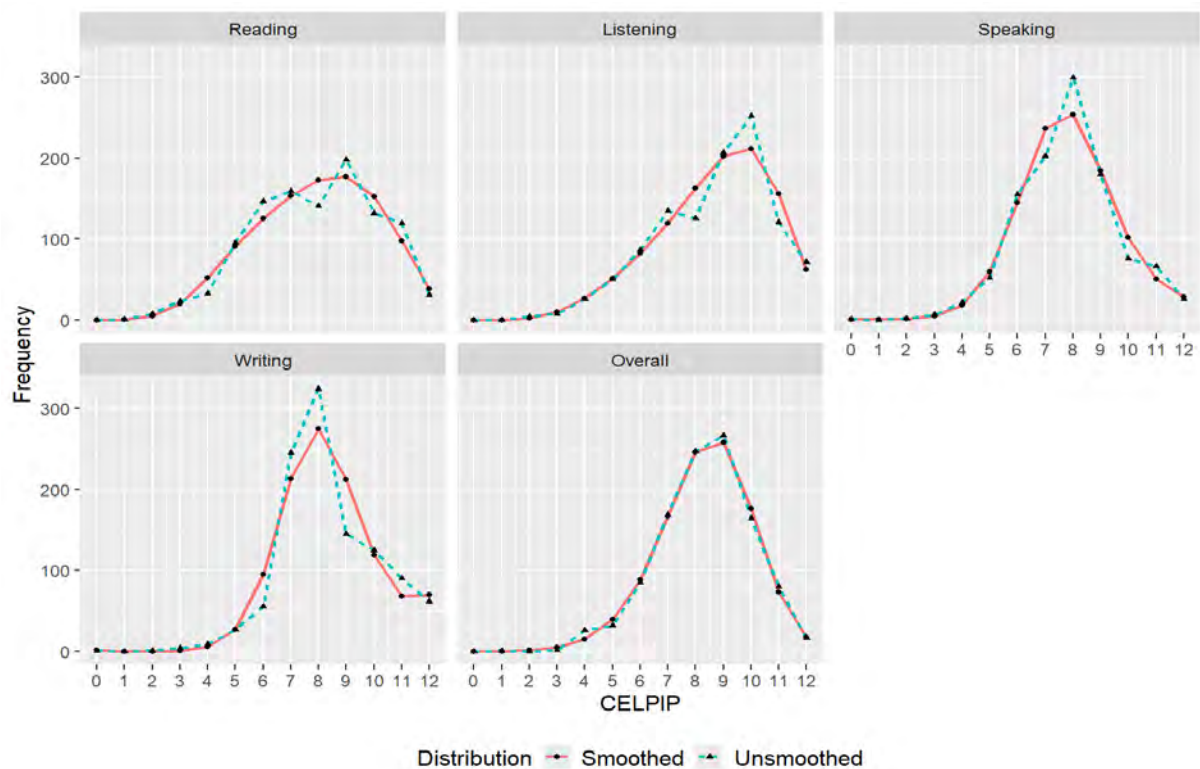 Reading
Listening
Speaking
300
200
100
0
0 1 2 3 4 5 6 7 8 9 10 11 12
Writing
Overall
300
200
100
0
0 1 2 3 4 5 6 7 8 9 10 11 12
0 1 2 3 4 5 6 7 8 9 10 11 12
Frequency
CELPIP
Distribution Smoothed Unsmoothed